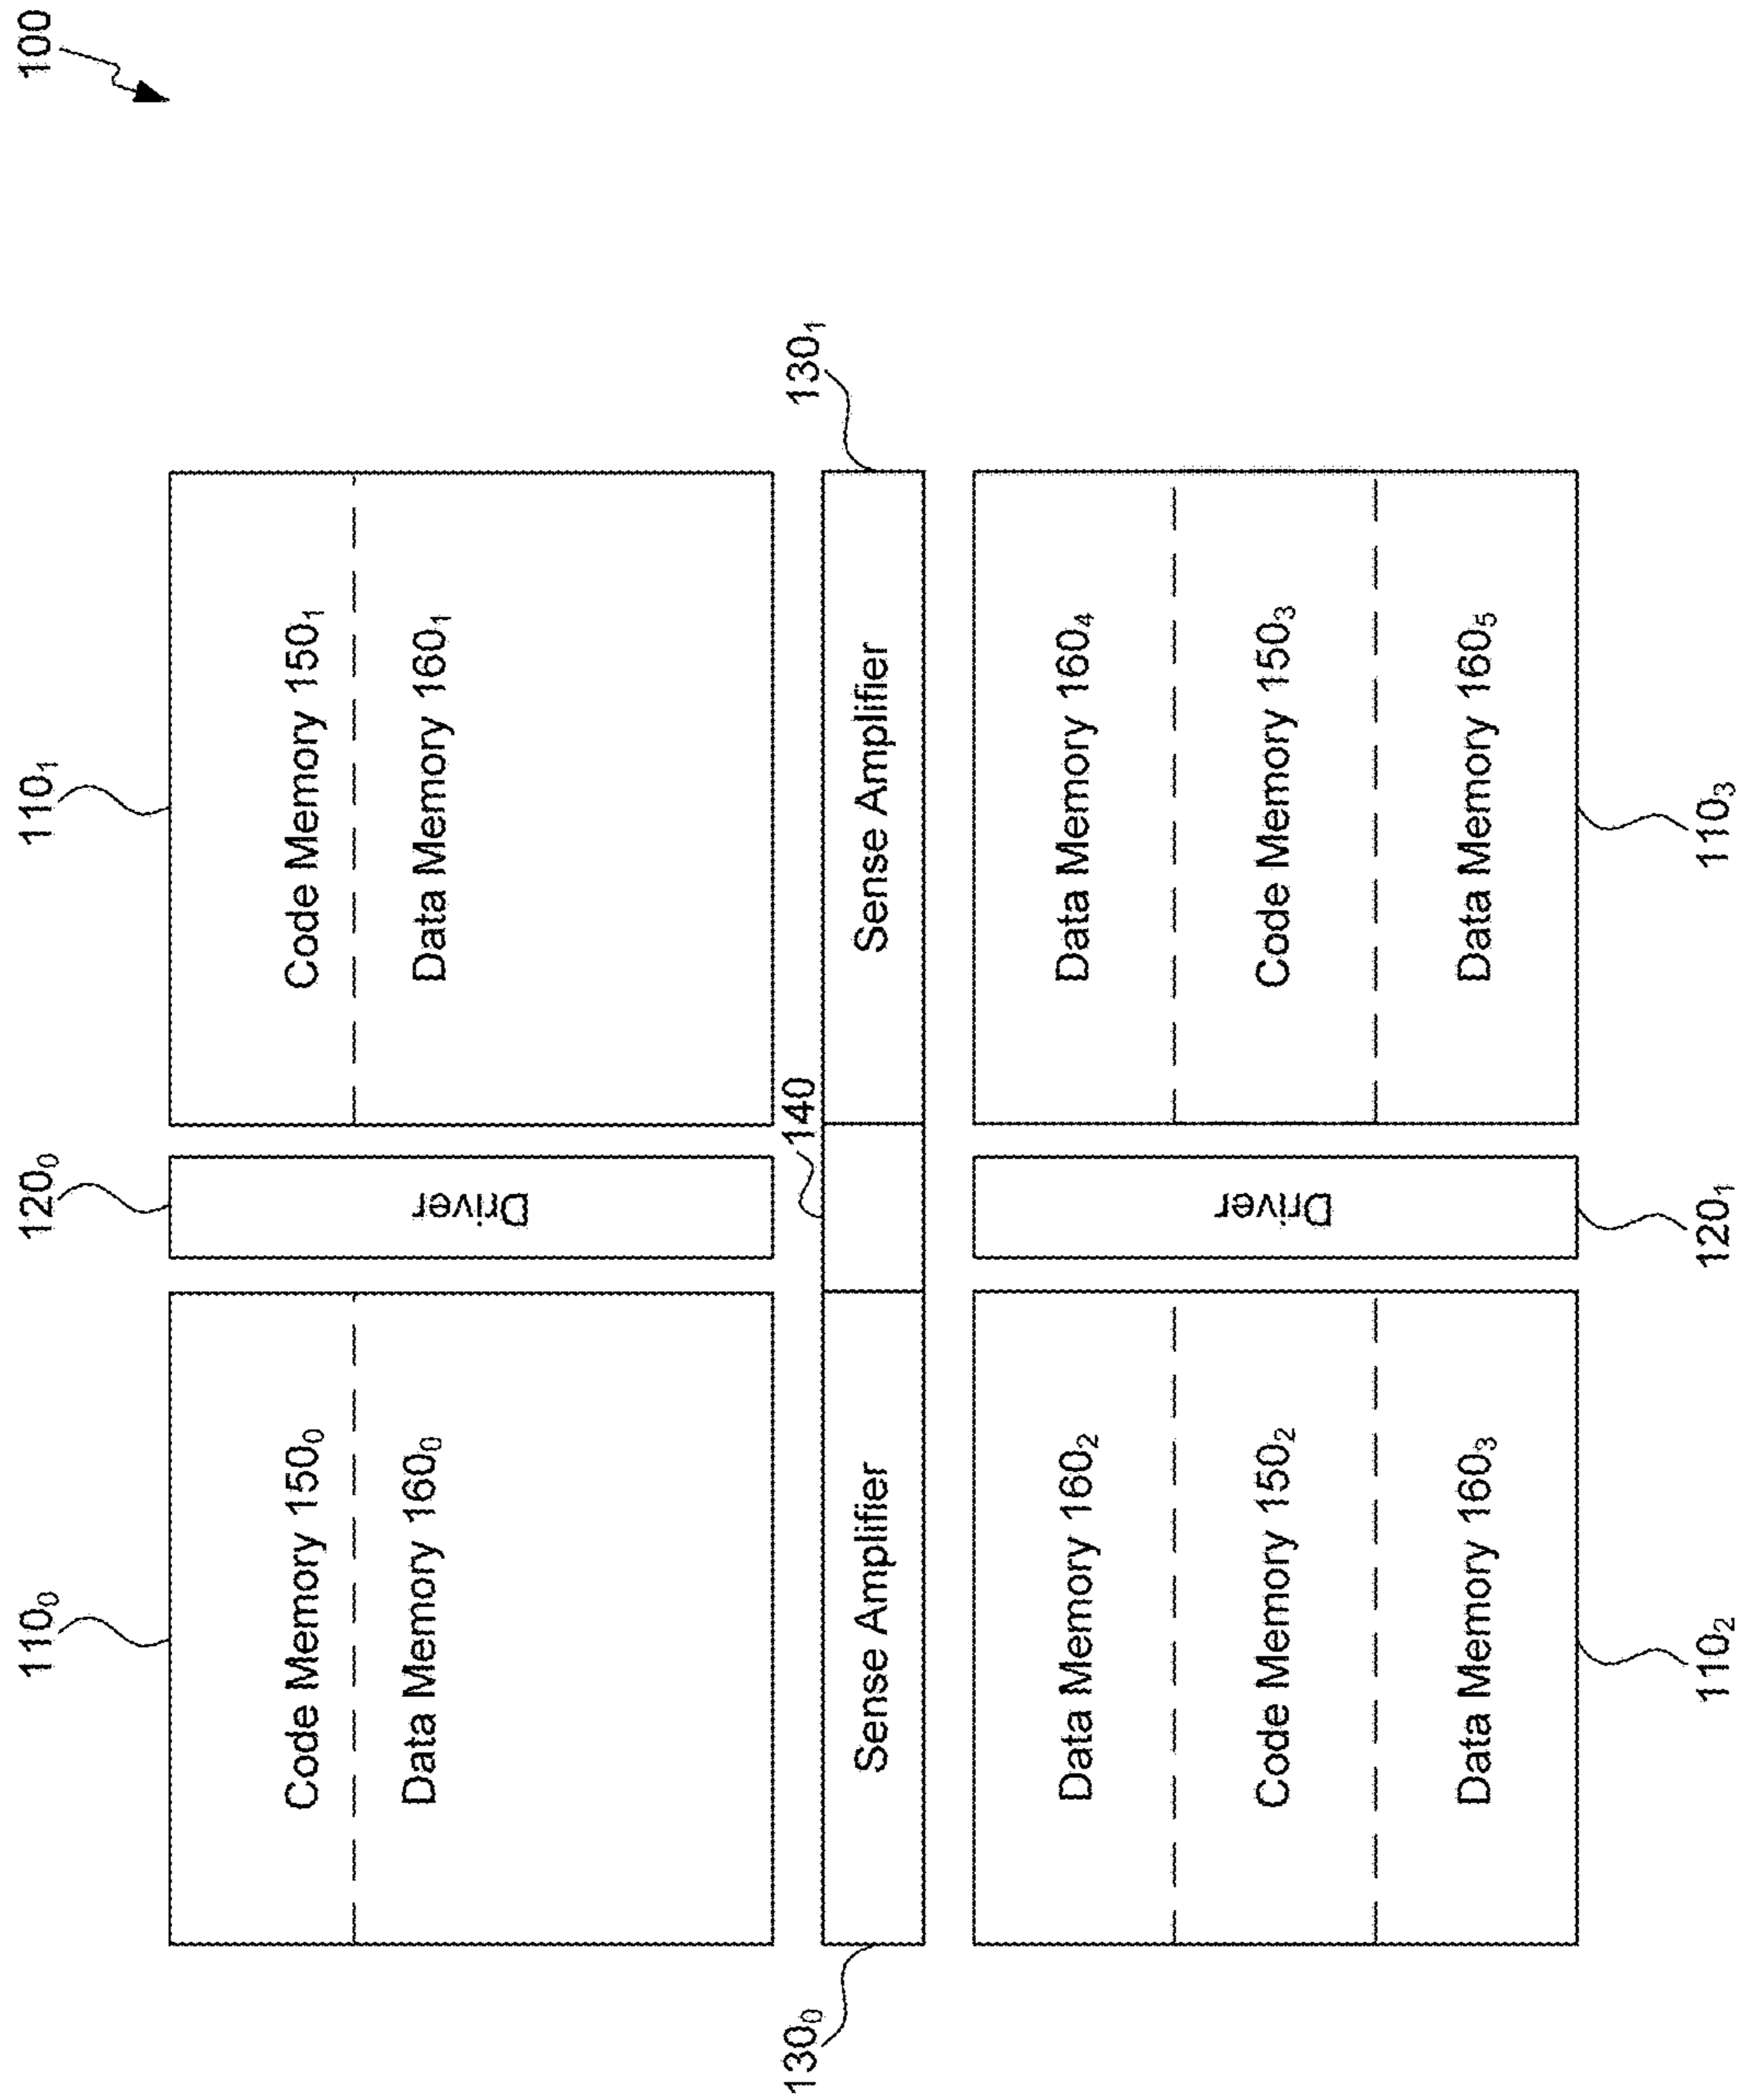 100
110₀
120₀
110₁
Code Memory 150₀
Data Memory 160₀
Driver
Code Memory 150₁
Data Memory 160₁
130₀
Sense Amplifier
140
Sense Amplifier
130₁
Data Memory 160₂
Code Memory 150₂
Data Memory 160₃
Driver
Data Memory 160₄
Code Memory 150₃
Data Memory 160₅
110₂
120₁
110₃